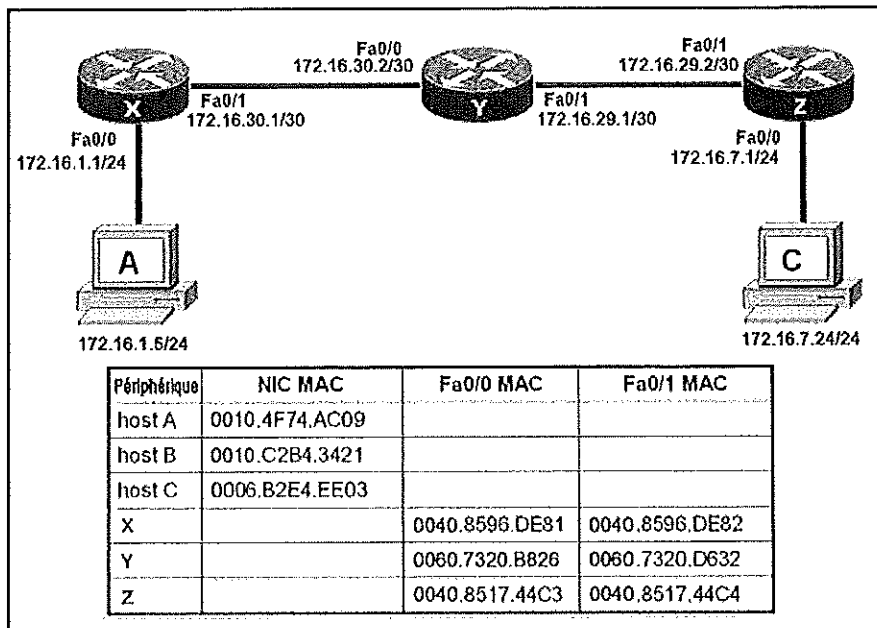 Fa0/0
172.16.30.2/30
Fa0/1
172.16.29.2/30
X
Y
Z
Fa0/1
172.16.30.1/30
Fa0/1
172.16.29.1/30
Fa0/0
172.16.1.1/24
Fa0/0
172.16.7.1/24
A
C
172.16.1.5/24
172.16.7.24/24
Périphérique NIC MAC Fa0/0 MAC Fa0/1 MAC
host A 0010.4F74.AC09
host B 0010.C2B4.3421
host C 0006.B2E4.EE03
X 0040.8596.DE81 0040.8596.DE82
Y 0060.7320.B826 0060.7320.D632
Z 0040.8517.44C3 0040.8517.44C4